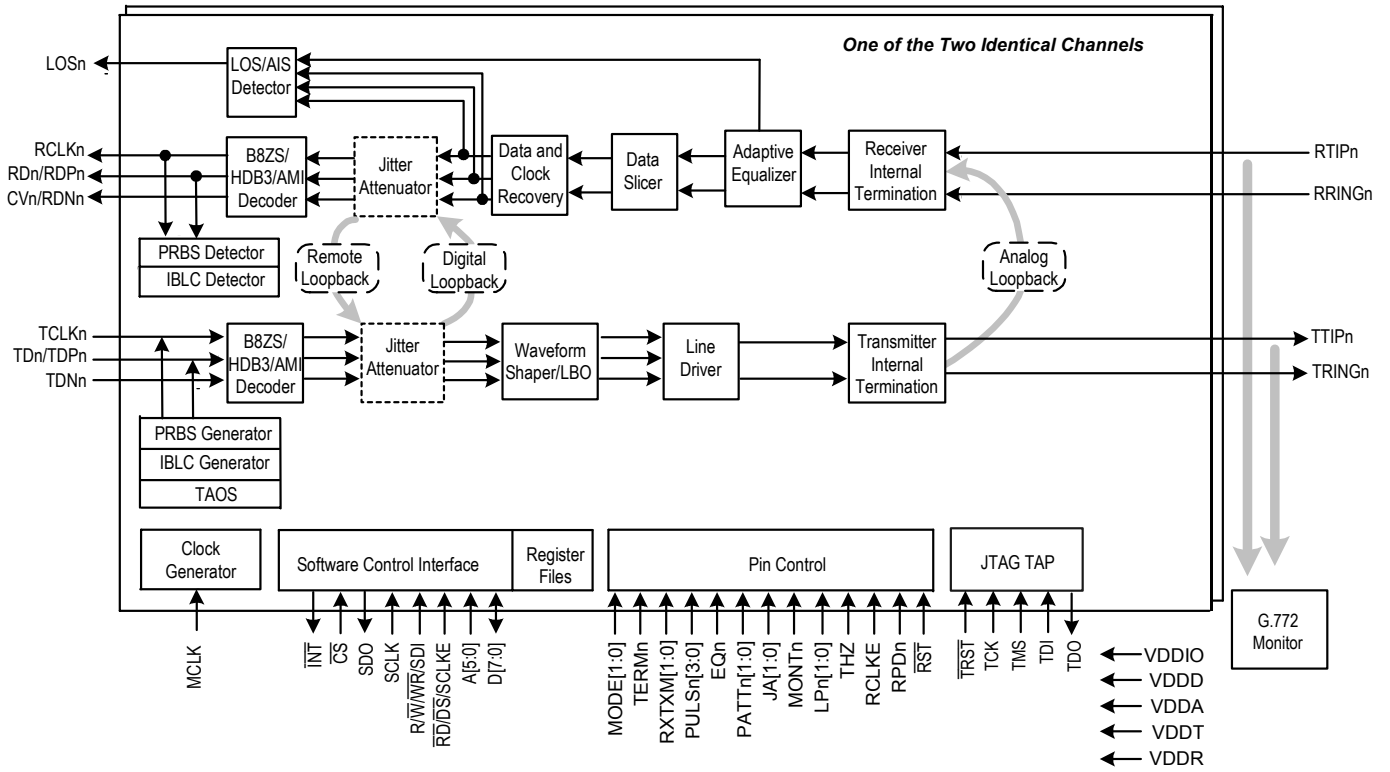 One of the Two Identical Channels
LOSn
LOS/AIS
Detector
RCLKn
RDn/RDPn
CVn/RDNn
B8ZS/
HDB3/AMI
Decoder
Jitter
Attenuator
Data and
Clock
Recovery
Data
Slicer
Adaptive
Equalizer
Receiver
Internal
Termination
RTIPn
RRINGn
PRBS Detector
IBLC Detector
Remote
Loopback
Digital
Loopback
Analog
Loopback
TCLKn
TDn/TDPn
TDNn
B8ZS/
HDB3/AMI
Decoder
Jitter
Attenuator
Waveform
Shaper/LBO
Line
Driver
Transmitter
Internal
Termination
TTIPn
TRINGn
PRBS Generator
IBLC Generator
TAOS
Clock
Generator
Software Control Interface
Register
Files
Pin Control
JTAG TAP
G.772
Monitor
MCLK
INT
CS
SDO
SCLK
R/W/WR/SDI
RD/DS/SCLKE
A[5:0]
D[7:0]
MODE[1:0]
TERMn
RXTXM[1:0]
PULSn[3:0]
EQn
PATTn[1:0]
JA[1:0]
MONTn
LPn[1:0]
THZ
RCLKE
RPDn
RST
TRST
TCK
TMS
TDI
TDO
VDDIO
VDDD
VDDA
VDDT
VDDR